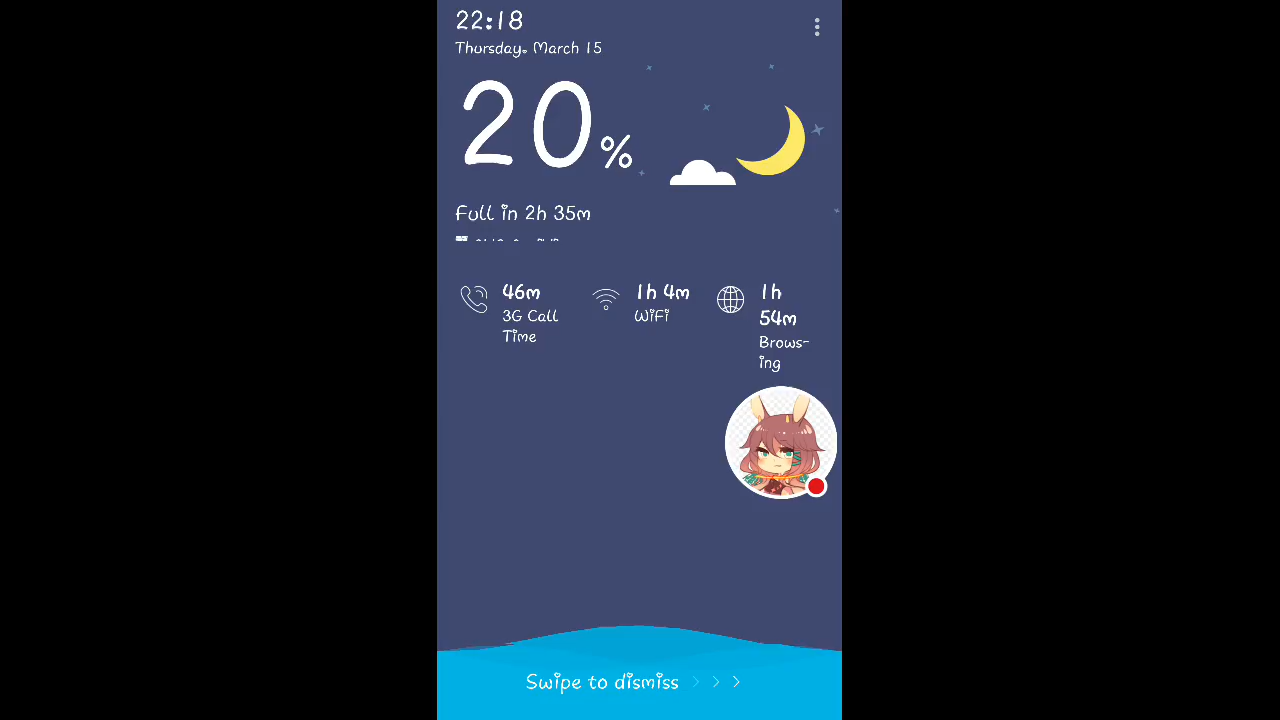 22:18
Thursday, March 15
20%
Full in 2h 35m
46m
3G Call
Time
1h 4m
WiFi
1h
54m
Brows-
ing
Swipe to dismiss